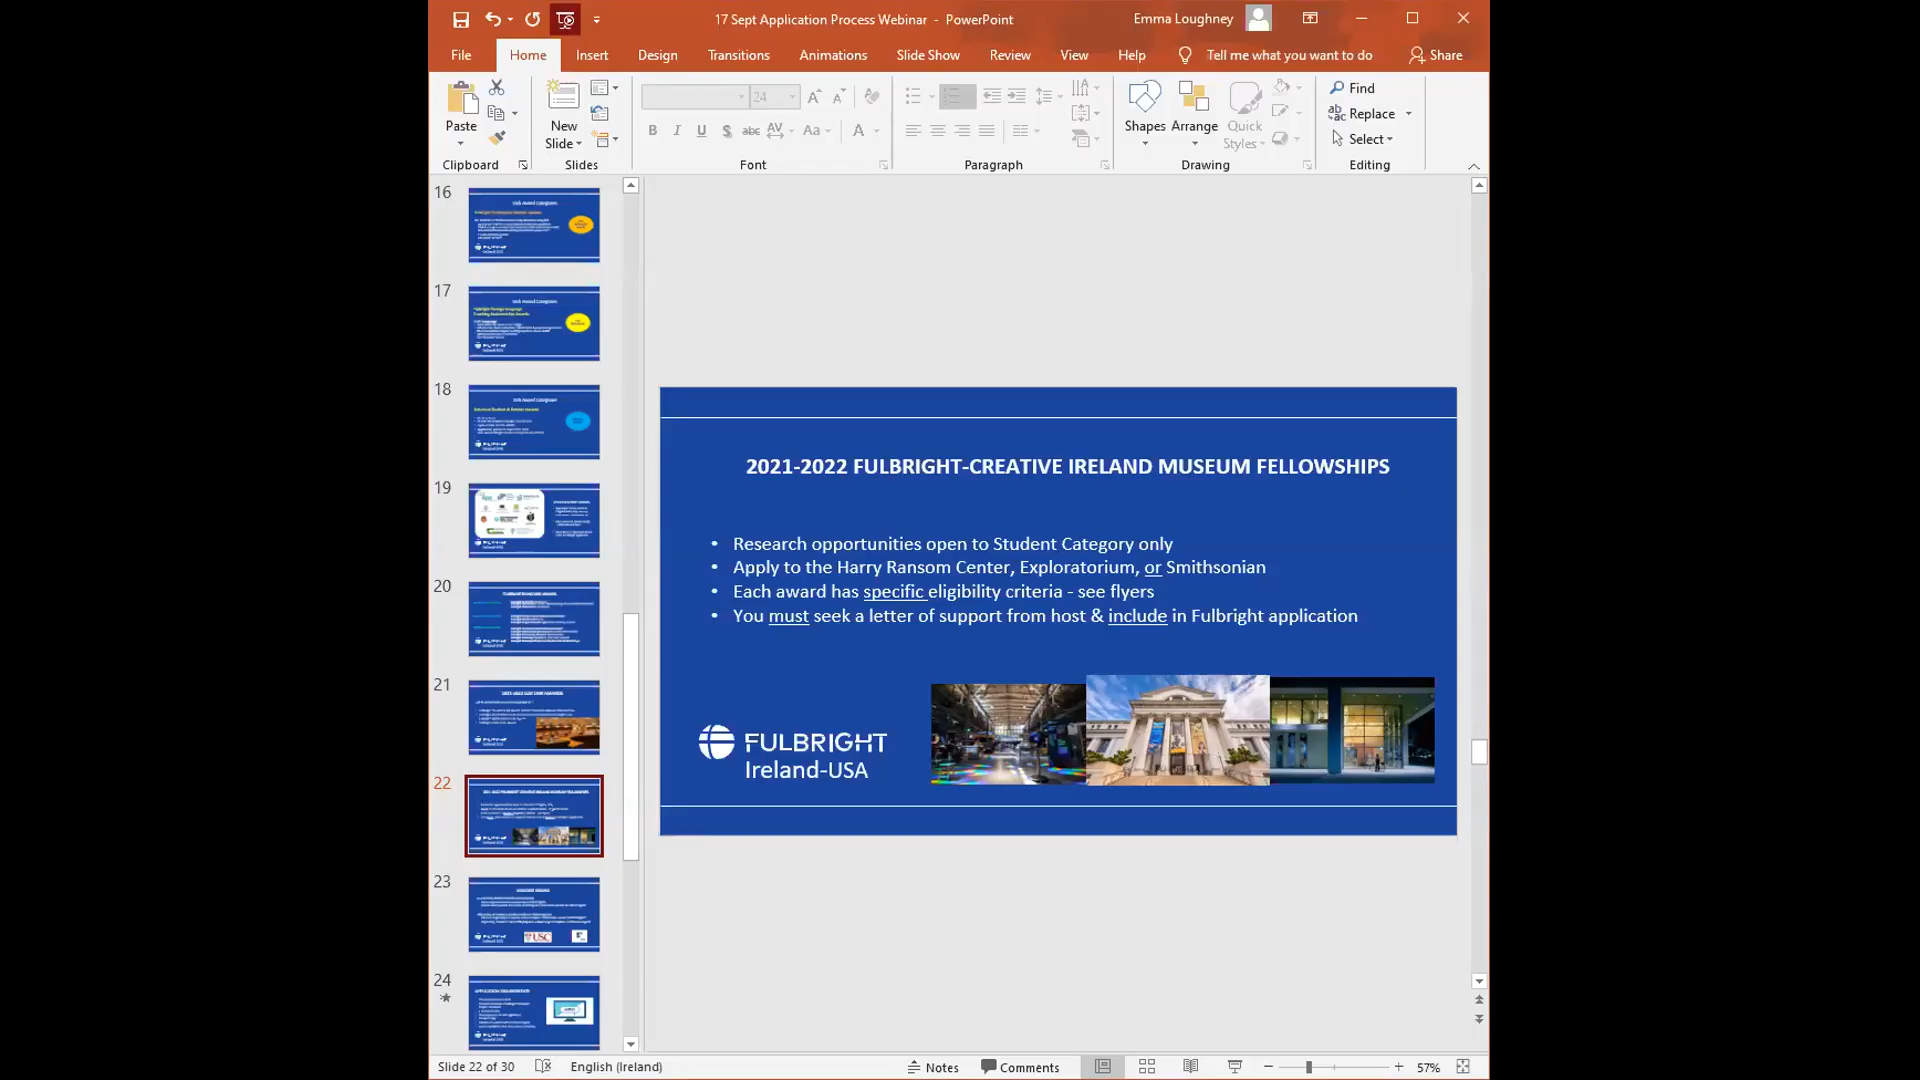 17 Sept Application Process Webinar - PowerPoint
Emma Loughney
File
Home
Insert
Design
Transitions
Animations
Slide Show
Review
View
Help
Tell me what you want to do
Share
Paste
New
Slide
24
B I U S abc AV Aa A
Shapes
Arrange
Quick
Styles
Find
Replace
Select
Clipboard
Slides
Font
Paragraph
Drawing
Editing
16
17
18
19
20
21
22
23
USC
24
2021-2022 FULBRIGHT-CREATIVE IRELAND MUSEUM FELLOWSHIPS
• Research opportunities open to Student Category only
• Apply to the Harry Ransom Center, Exploratorium, or Smithsonian
• Each award has specific eligibility criteria - see flyers
• You must seek a letter of support from host & include in Fulbright application
FULBRIGHT
Ireland-USA
Slide 22 of 30
English (Ireland)
Notes
Comments
57%